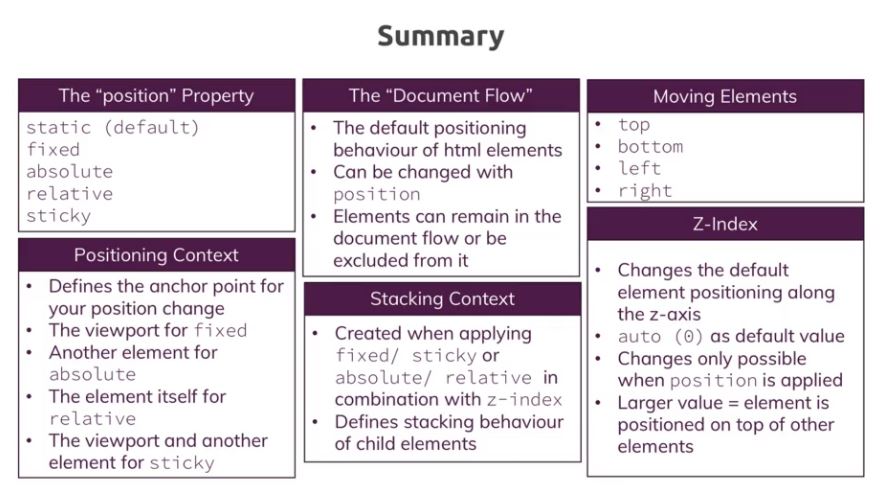 Summary
The “position” Property
static (default)
fixed
absolute
relative
sticky
Positioning Context
• Defines the anchor point for
your position change
• The viewport for fixed
• Another element for
absolute
• The element itself for
relative
• The viewport and another
element for sticky
The “Document Flow”
• The default positioning
behaviour of html elements
• Can be changed with
position
• Elements can remain in the
document flow or be
excluded from it
Stacking Context
• Created when applying
fixed/ sticky or
absolute/ relative in
combination with z-index
• Defines stacking behaviour
of child elements
Moving Elements
• top
• bottom
• left
• right
Z-Index
• Changes the default
element positioning along
the z-axis
• auto (0) as default value
• Changes only possible
when position is applied
• Larger value = element is
positioned on top of other
elements